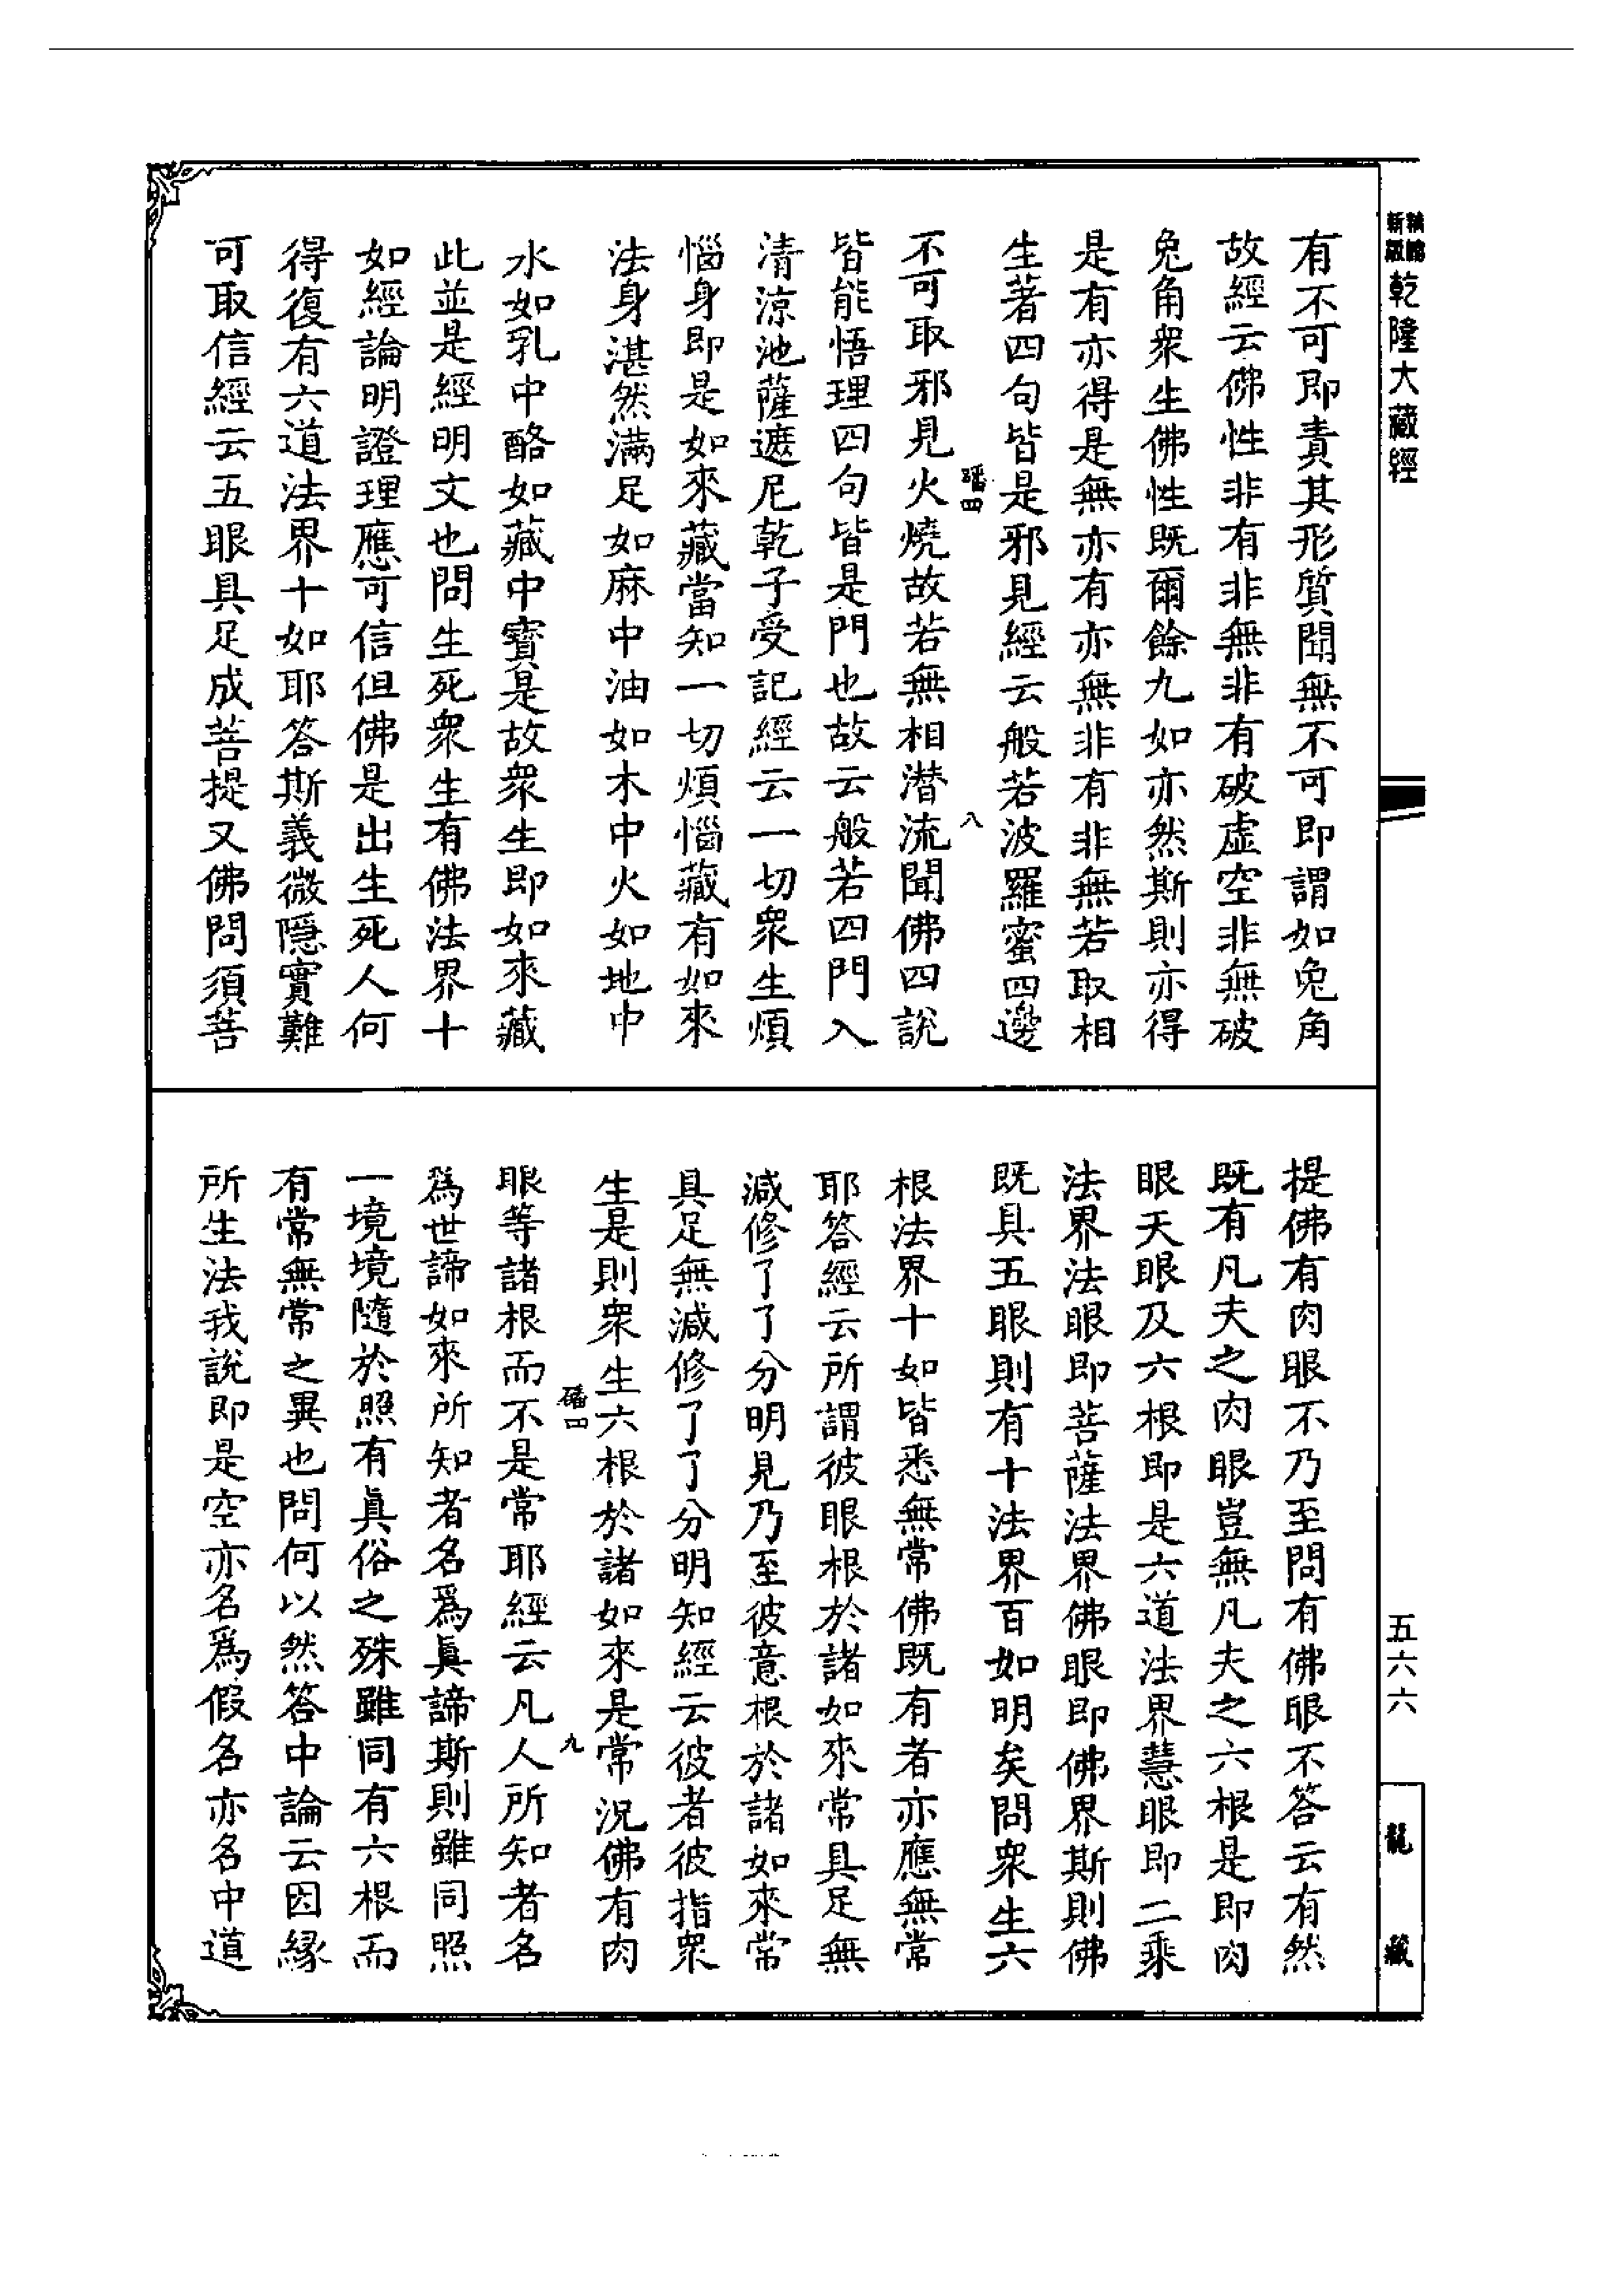 乾隆大藏經
有不可即責其形質聞無不可即謂如兔角
故經云佛性非有非無非有破虛空非無破
兔角衆生佛性既爾餘九如亦然斯則亦得
是有亦得是無亦有亦無非有非無若取相
生著四句皆是邪見經云般若波羅蜜四邊
八
不可取邪見火燒故若無相潛流聞佛四說
皆能悟理四句皆是門也故云般若四門入
清涼池薩遮尼乾子受記經云一切衆生煩
惱身即是如來藏當知一切煩惱藏有如來
法身湛然滿足如麻中油如木中火如地中
水如乳中酪如藏中寶是故衆生即如來藏
此並是經明文也問生死衆生有佛法界十
如經論明證理應可信但佛是出生死人何
得復有六道法界十如耶答斯義微隱實難
可取信經云五眼具足成菩提又佛問須菩
提佛有肉眼不乃至問有佛眼不答云有然
既有凡夫之肉眼豈無凡夫之六根是即肉
眼天眼及六根即是六道法界慧眼即二乘
法界法眼即菩薩法界佛眼即佛界斯則佛
既具五眼則有十法界百如明矣問衆生六
根法界十如皆悉無常佛既有者亦應無常
耶答經云所謂彼眼根於諸如來常具足無
減修了了分明見乃至彼意根於諸如來常
具足無減修了了分明知經云彼者彼指衆
生是則衆生六根於諸如來是常況佛有肉
九
眼等諸根而不是常耶經云凡人所知者名
為世諦如來所知者名爲真諦斯則雖同照
一境境隨於照有真俗之殊雖同有六根而
有常無常之異也問何以然答中論云因緣
所生法我說即是空亦名爲假名亦名中道
五六六
龍藏